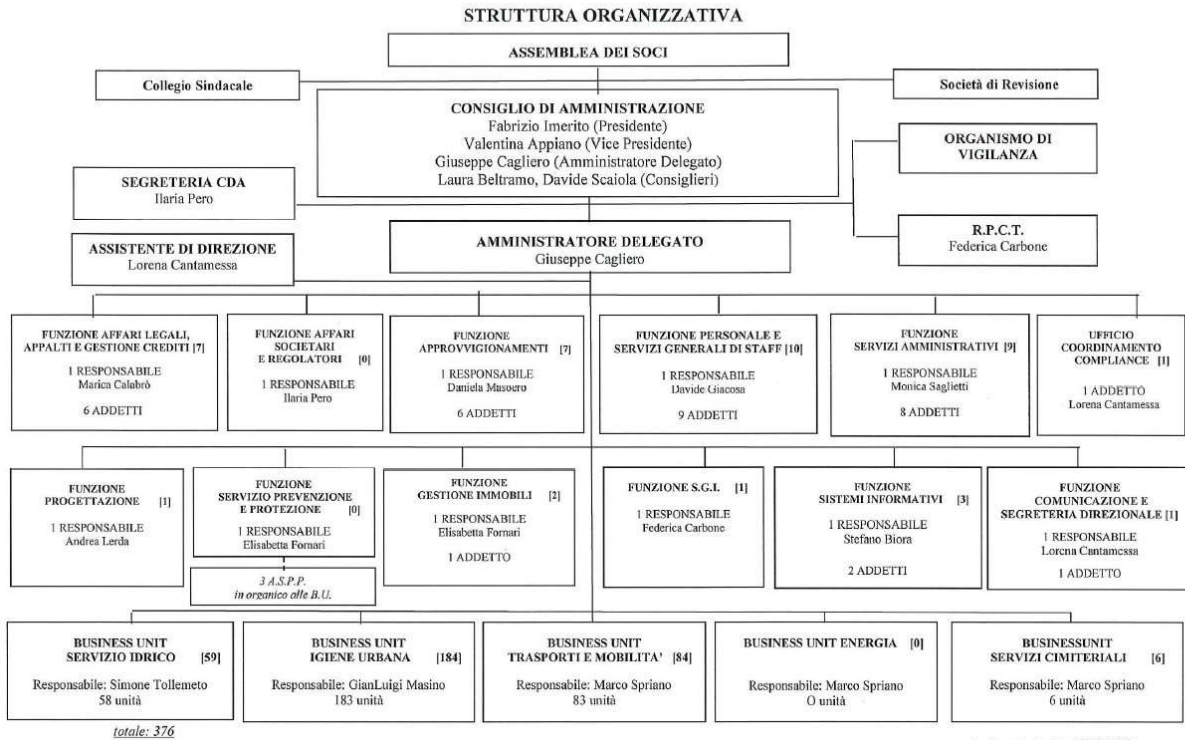 STRUTTURA ORGANIZZATIVA
ASSEMBLEA DEI SOCI
Collegio Sindacale
Società di Revisione
CONSIGLIO DI AMMINISTRAZIONE
Fabrizio Imerito (Presidente)
Valentina Appiano (Vice Presidente)
Giuseppe Cagliero (Amministratore Delegato)
Laura Beltramo, Davide Scaiola (Consiglieri)
ORGANISMO DI
VIGILANZA
SEGRETERIA CDA
Ilaria Pero
R.P.C.T.
Federica Carbone
ASSISTENTE DI DIREZIONE
Lorena Cantamessa
AMMINISTRATORE DELEGATO
Giuseppe Cagliero
FUNZIONE AFFARI LEGALI,
APPALTI E GESTIONE CREDITI [7]
1 RESPONSABILE
Marica Calabrò
6 ADDETTI
FUNZIONE AFFARI
SOCIETARI
E REGOLATORI [0]
1 RESPONSABILE
Ilaria Pero
FUNZIONE
APPROVVIGIONAMENTI [7]
1 RESPONSABILE
Daniela Masoero
6 ADDETTI
FUNZIONE PERSONALE E
SERVIZI GENERALI DI STAFF [10]
1 RESPONSABILE
Davide Giacosa
9 ADDETTI
FUNZIONE
SERVIZI AMMINISTRATIVI [9]
1 RESPONSABILE
Monica Saglietti
8 ADDETTI
UFFICIO
COORDINAMENTO
COMPLIANCE [1]
1 ADDETTO
Lorena Cantamessa
FUNZIONE
PROGETTAZIONE [1]
1 RESPONSABILE
Andrea Lerda
FUNZIONE
SERVIZIO PREVENZIONE
E PROTEZIONE [0]
1 RESPONSABILE
Elisabetta Fornari
3 A.S.P.P.
in organico alle B.U.
FUNZIONE
GESTIONE IMMOBILI [2]
1 RESPONSABILE
Elisabetta Fornari
1 ADDETTO
FUNZIONE S.G.I. [1]
1 RESPONSABILE
Federica Carbone
FUNZIONE
SISTEMI INFORMATIVI [3]
1 RESPONSABILE
Stefano Biora
2 ADDETTI
FUNZIONE
COMUNICAZIONE E
SEGRETERIA DIREZIONALE [1]
1 RESPONSABILE
Lorena Cantamessa
1 ADDETTO
BUSINESS UNIT
SERVIZIO IDRICO [59]
Responsabile: Simone Tollemeto
58 unità
BUSINESS UNIT
IGIENE URBANA [184]
Responsabile: GianLuigi Masino
183 unità
BUSINESS UNIT
TRASPORTI E MOBILITA' [84]
Responsabile: Marco Spriano
83 unità
BUSINESS UNIT ENERGIA [0]
Responsabile: Marco Spriano
O unità
BUSINESSUNIT
SERVIZI CIMITERIALI [6]
Responsabile: Marco Spriano
6 unità
totale: 376